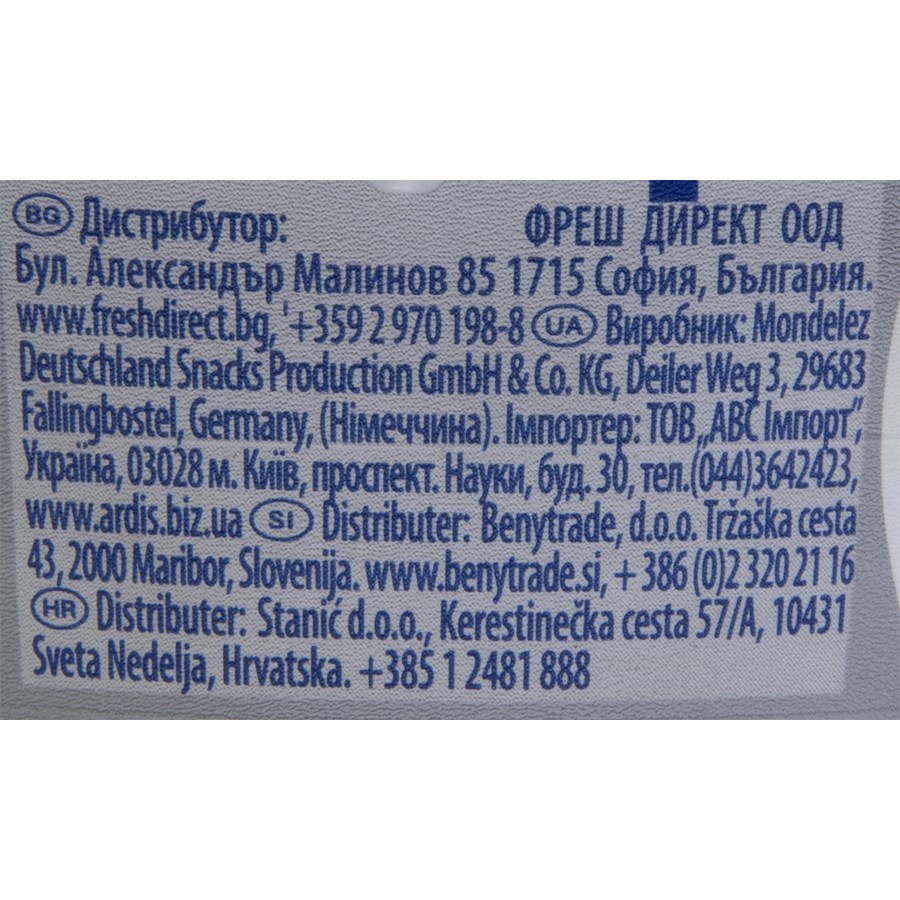 BG Дистрибутор: ФРЕШ ДИРЕКТ ООД
Бул. Александър Малинов 85 1715 София, България.
www.freshdirect.bg, '+359 2 970 198-8 UA Виробник: Mondelez
Deutschland Snacks Production GmbH & Co. KG, Deiler Weg 3, 29683
Fallingbostel, Germany, (Німеччина). Імпортер: ТОВ „АВС Імпорт",
Україна, 03028 м. Київ, проспект. Науки, буд. 30, тел.(044)3642423,
www.ardis.biz.ua SI Distributer: Benytrade, d.o.o. Tržaška cesta
43, 2000 Maribor, Slovenija. www.benytrade.si, + 386 (0)2 320 21 16
HR Distributer: Stanić d.o.o., Kerestinečka cesta 57/A, 10431
Sveta Nedelja, Hrvatska. +385 1 2481 888